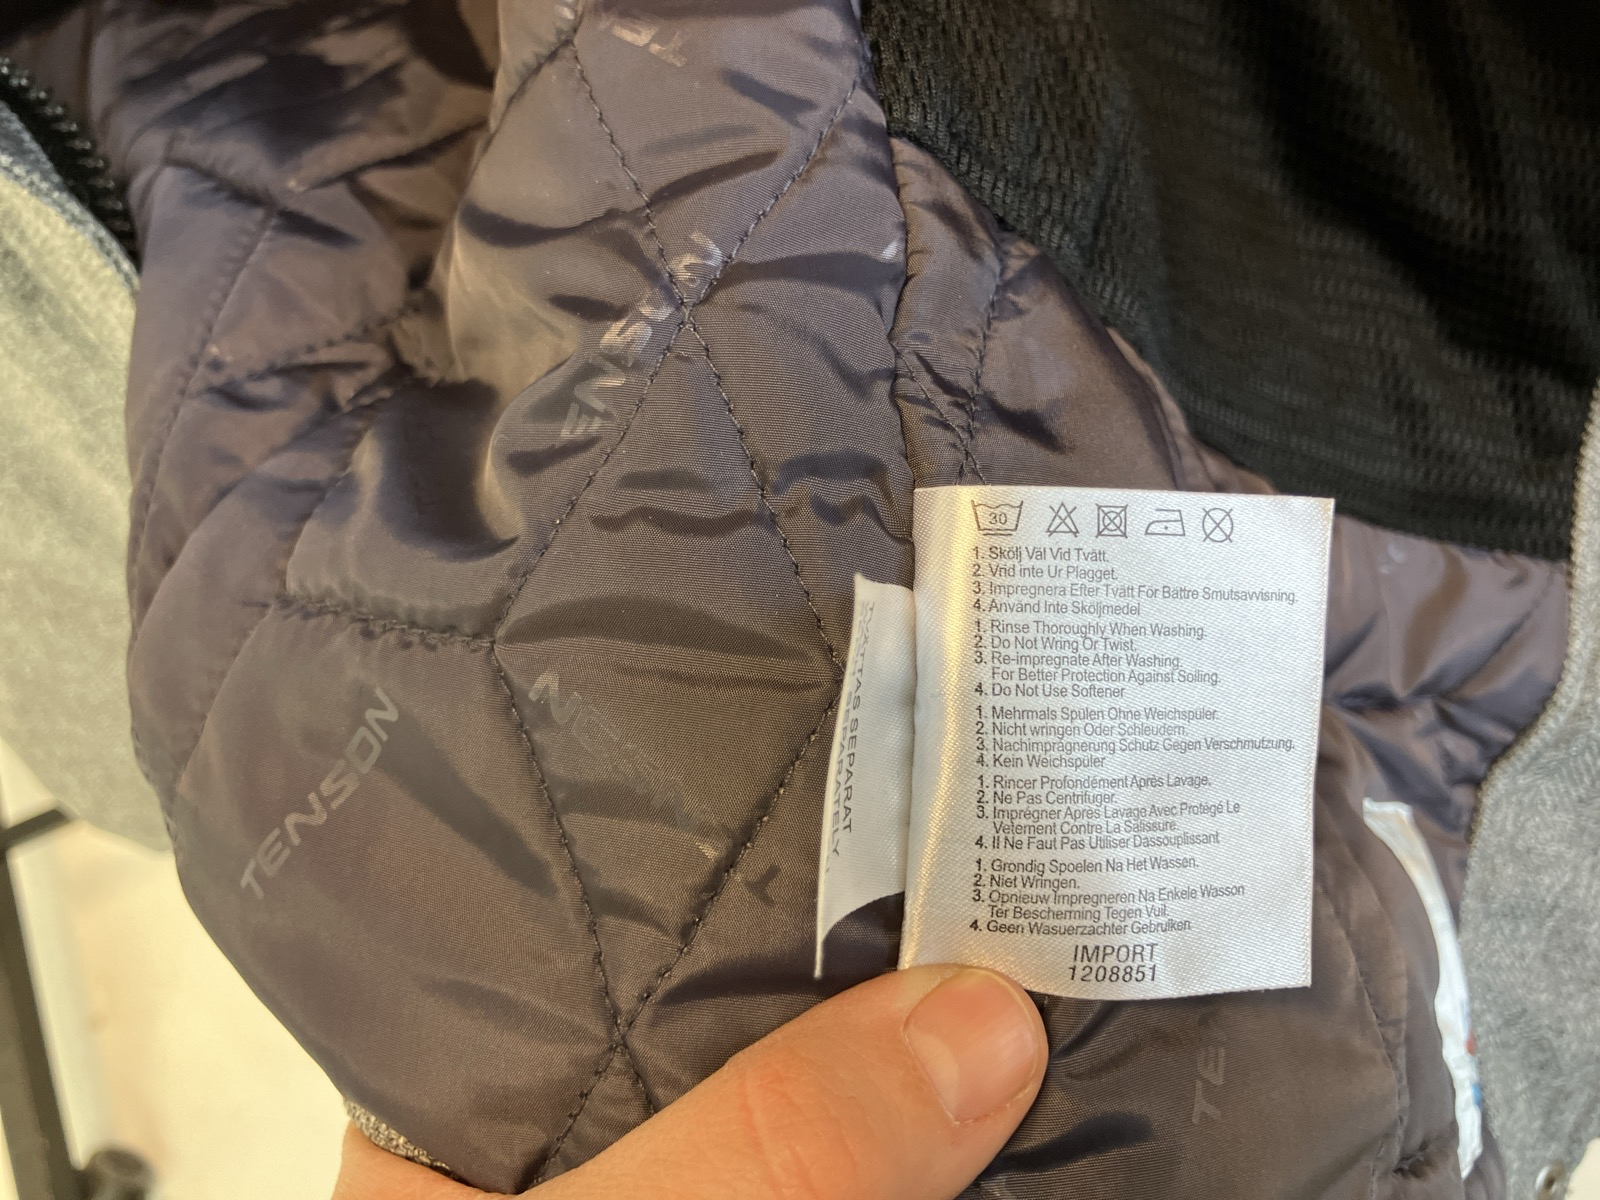 TENSON
ENSON
TENSON
30
1. Skölj Väl Vid Tvätt.
2. Vrid inte Ur Plagget.
3. Impregnera Efter Tvätt För Bättre Smutsavvisning.
4. Använd Inte Sköljmedel
1. Rinse Thoroughly When Washing.
2. Do Not Wring Or Twist.
3. Re-impregnate After Washing.
For Better Protection Against Soiling.
4. Do Not Use Softener
1. Mehrmals Spülen Ohne Weichspüler.
2. Nicht wringen Oder Schleudern.
3. Nachimprägnerung Schutz Gegen Verschmutzung.
4. Kein Weichspüler
1. Rincer Profondément Après Lavage.
2. Ne Pas Centrifuger.
3. Imprégner Après Lavage Avec Protégé Le
Vetement Contre La Salissure.
4. Il Ne Faut Pas Utiliser Dassouplissant
1. Grondig Spoelen Na Het Wassen.
2. Niet Wringen.
3. Opnieuw Impregneren Na Enkele Wasson
Ter Bescherming Tegen Vuil.
4. Geen Wasuerzachter Gebruiken
IMPORT
1208851
TVÄTTAS SEPARAT
SEPARATELY
TE